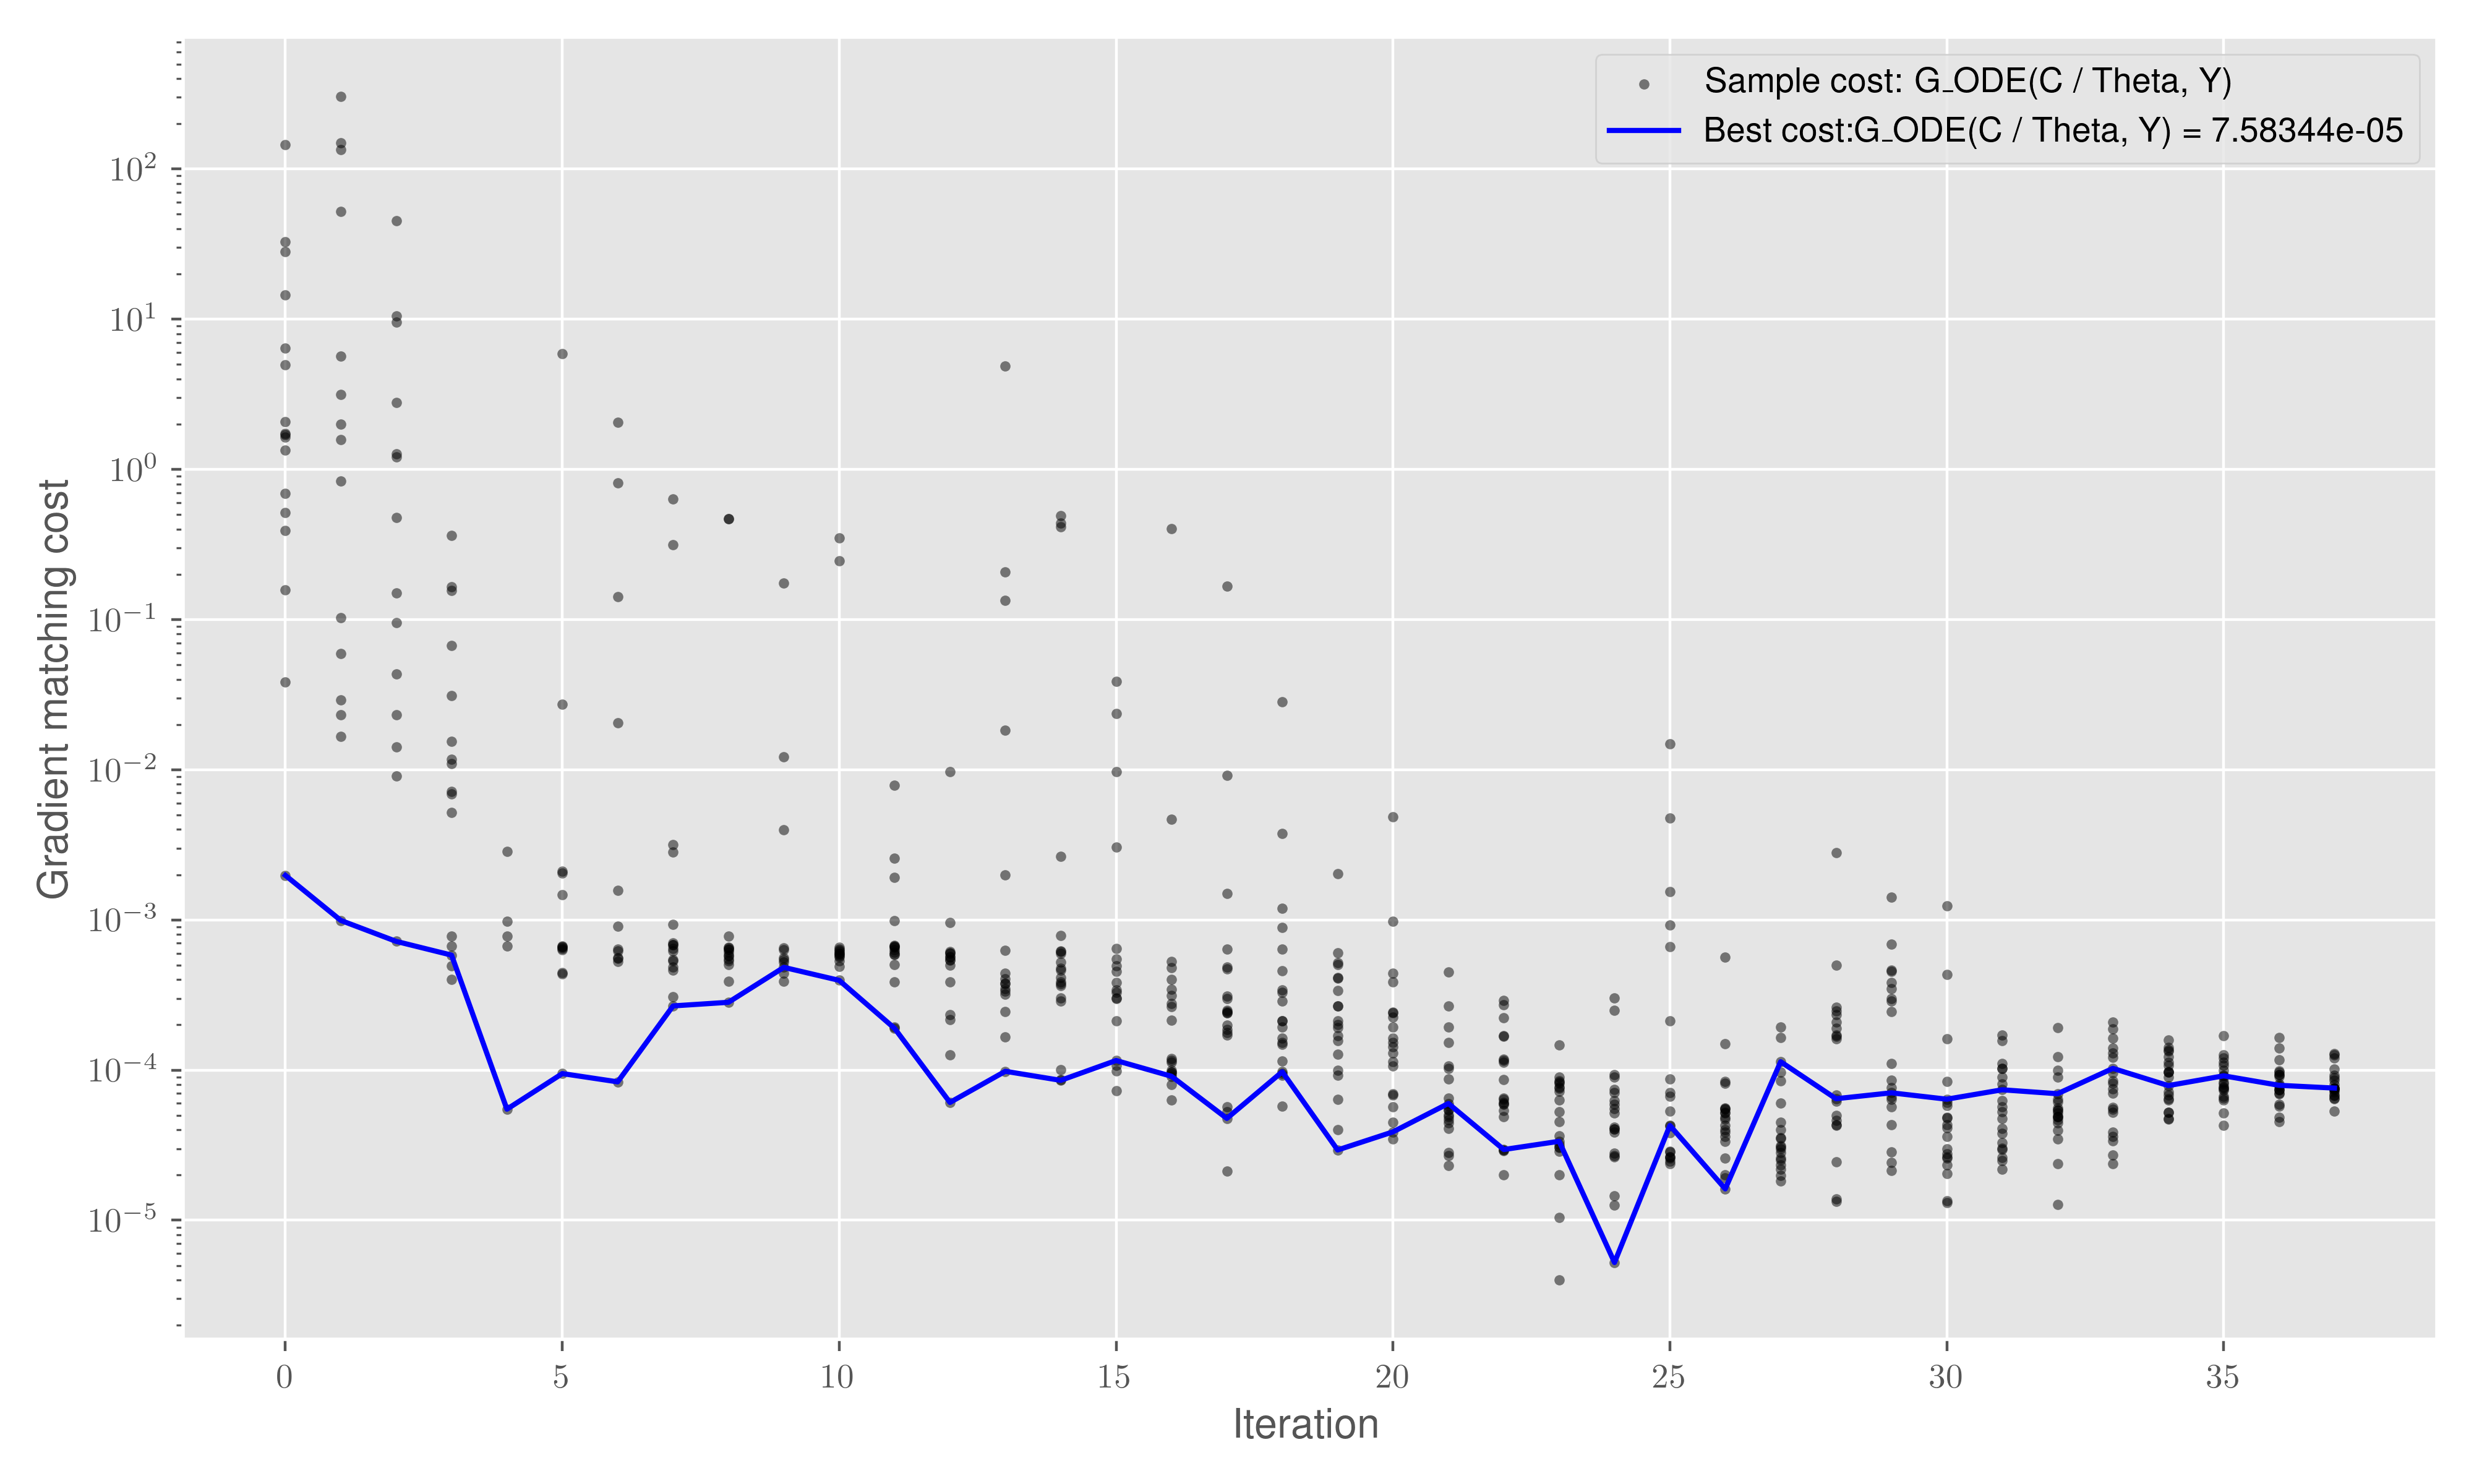 Sample cost: G_ODE(C / Theta, Y)
Best cost:G_ODE(C / Theta, Y) = 7.58344e-05
Gradient matching cost
10²
10¹
10⁰
10⁻¹
10⁻²
10⁻³
10⁻⁴
10⁻⁵
0 5 10 15 20 25 30 35
Iteration